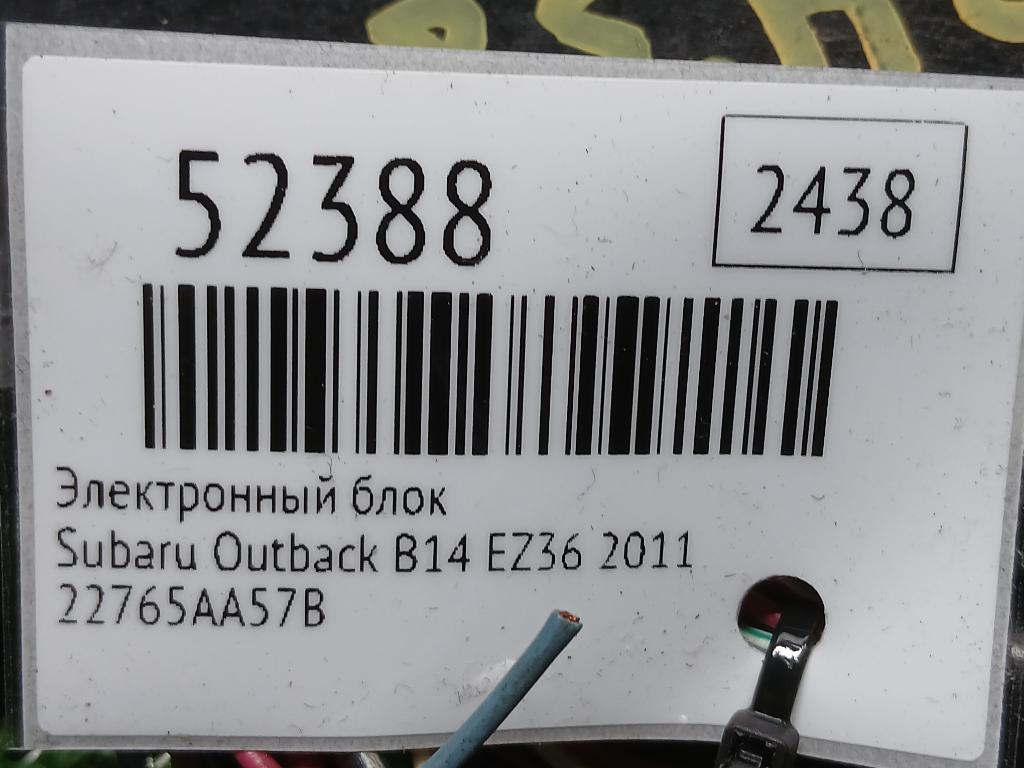 52388
2438
Электронный блок
Subaru Outback B14 EZ36 2011
22765AA57B